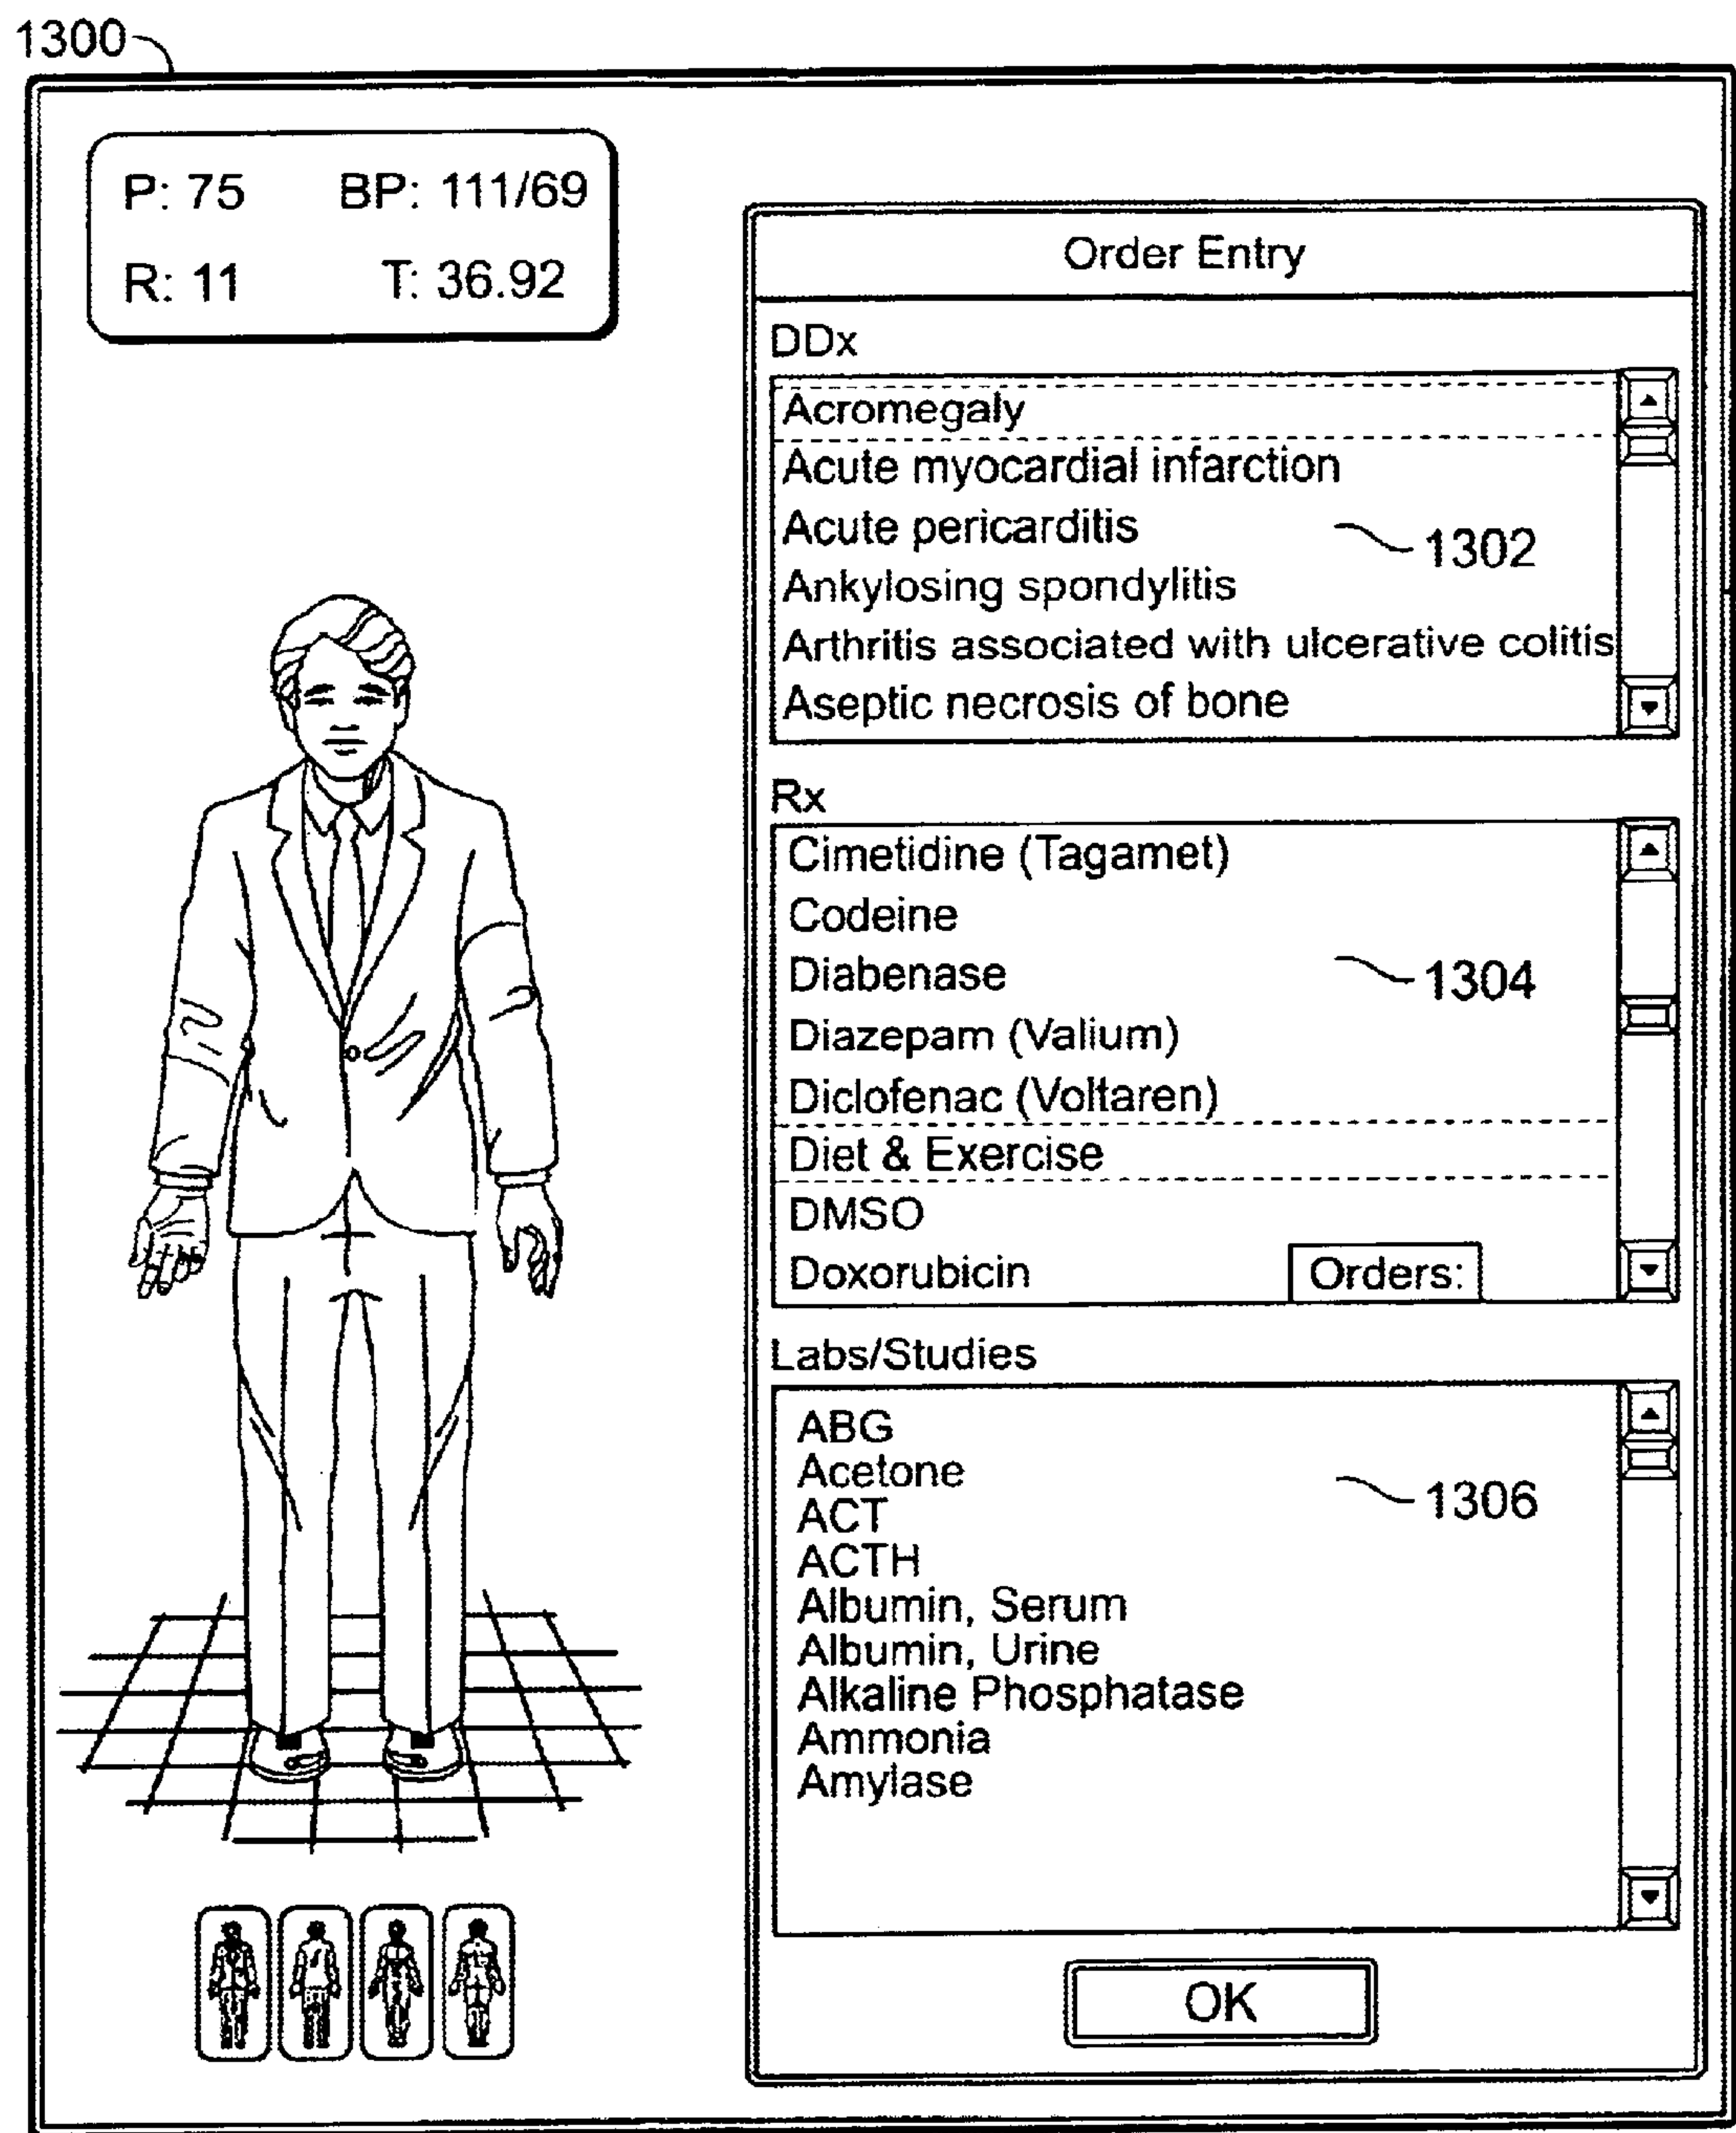 1300
P: 75 BP: 111/69
R: 11 T: 36.92
Order Entry
DDx
Acromegaly
Acute myocardial infarction
Acute pericarditis
1302
Ankylosing spondylitis
Arthritis associated with ulcerative colitis
Aseptic necrosis of bone
Rx
Cimetidine (Tagamet)
Codeine
Diabenase
1304
Diazepam (Valium)
Diclofenac (Voltaren)
Diet & Exercise
DMSO
Doxorubicin
Orders:
Labs/Studies
ABG
Acetone
1306
ACT
ACTH
Albumin, Serum
Albumin, Urine
Alkaline Phosphatase
Ammonia
Amylase
OK